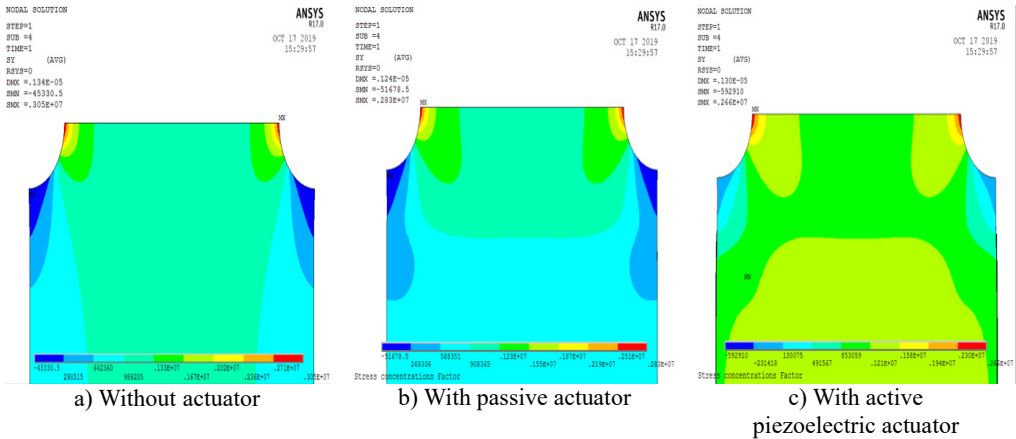 NODAL SOLUTION
STEP=1
SUB =4
TIME=1
SY (AVG)
RSYS=0
DMX =.134E-05
SMN =-45330.5
SMX =.305E+07
ANSYS
R17.0
OCT 17 2019
15:29:57
MX
-45330.5 642360 .133E+07 .202E+07 .271E+07
298515 986205 .167E+07 .236E+07 .305E+07
a) Without actuator
NODAL SOLUTION
STEP=1
SUB =4
TIME=1
SY (AVG)
RSYS=0
DMX =.124E-05
SMN =-51678.5
SMX =.283E+07
ANSYS
R17.0
OCT 17 2019
15:29:57
MX
-51678.5 588351 .123E+07 .187E+07 .251E+07
268336 908365 .155E+07 .219E+07 .283E+07
Stress concentrations Factor
b) With passive actuator
NODAL SOLUTION
STEP=1
SUB =4
TIME=1
SY (AVG)
RSYS=0
DMX =.130E-05
SMN =-592910
SMX =.266E+07
ANSYS
R17.0
OCT 17 2019
15:29:57
MX
MN
-592910 130075 853059 .158E+07 .230E+07
-231418 491567 .121E+07 .194E+07 .266E+07
Stress concentrations Factor
c) With active
piezoelectric actuator